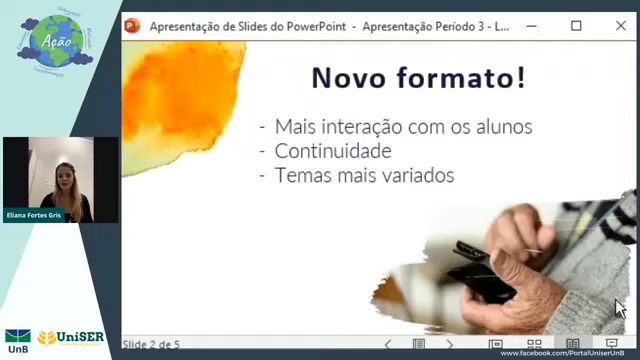 Ação
Transformação
Eliana Fortes Gris
UnB
UniSER
Apresentação de Slides do PowerPoint - Apresentação Período 3 - L...
Novo formato!
- Mais interação com os alunos
- Continuidade
- Temas mais variados
Slide 2 de 5
www.facebook.com/PortalUniserUnB